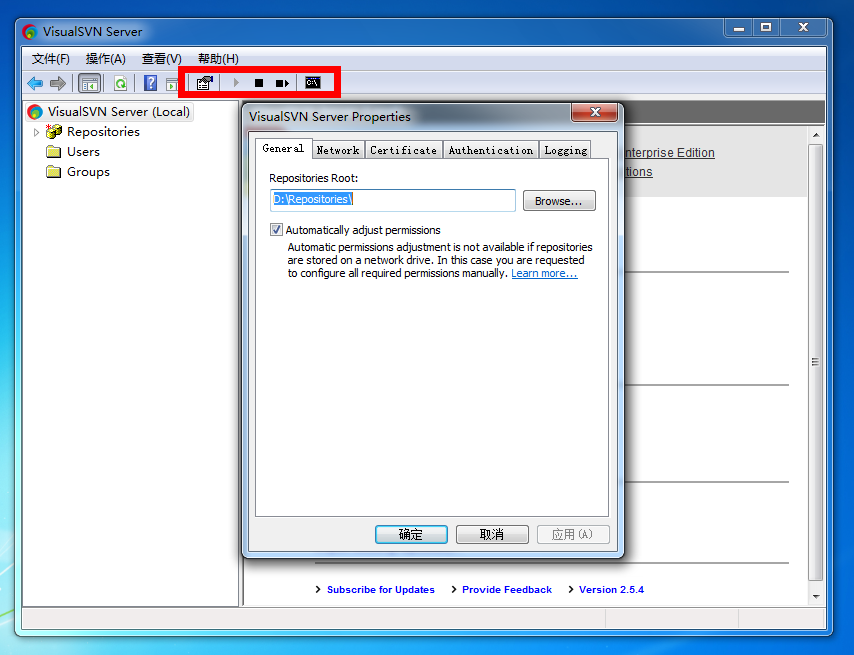 VisualSVN Server
文件(F) 操作(A) 查看(V) 帮助(H)
C:\
VisualSVN Server (Local)
Repositories
Users
Groups
VisualSVN Server Properties
General Network Certificate Authentication Logging
Repositories Root:
D:\Repositories\
Browse...
Automatically adjust permissions
Automatic permissions adjustment is not available if repositories
are stored on a network drive. In this case you are requested
to configure all required permissions manually. Learn more...
确定 取消 应用(A)
nterprise Edition
tions
Subscribe for Updates Provide Feedback Version 2.5.4